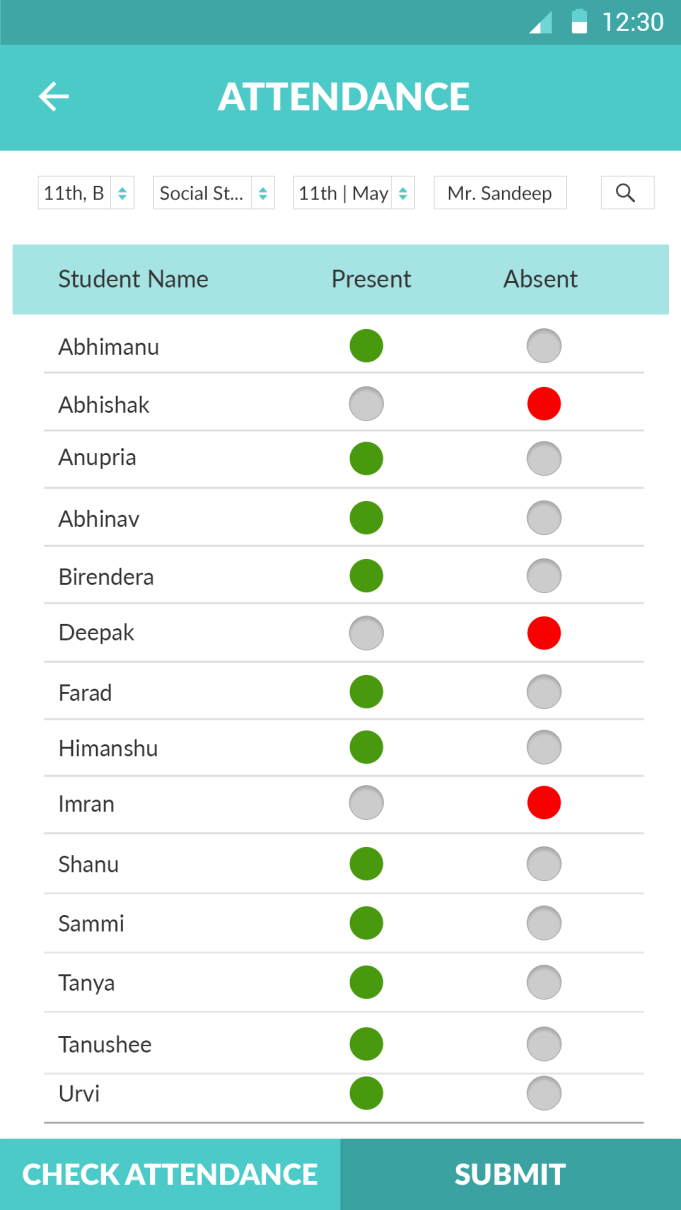 12:30
ATTENDANCE
11th, B Social St... 11th | May Mr. Sandeep
Student Name Present Absent
Abhimanu
Abhishak
Anupria
Abhinav
Birendera
Deepak
Farad
Himanshu
Imran
Shanu
Sammi
Tanya
Tanushee
Urvi
CHECK ATTENDANCE SUBMIT